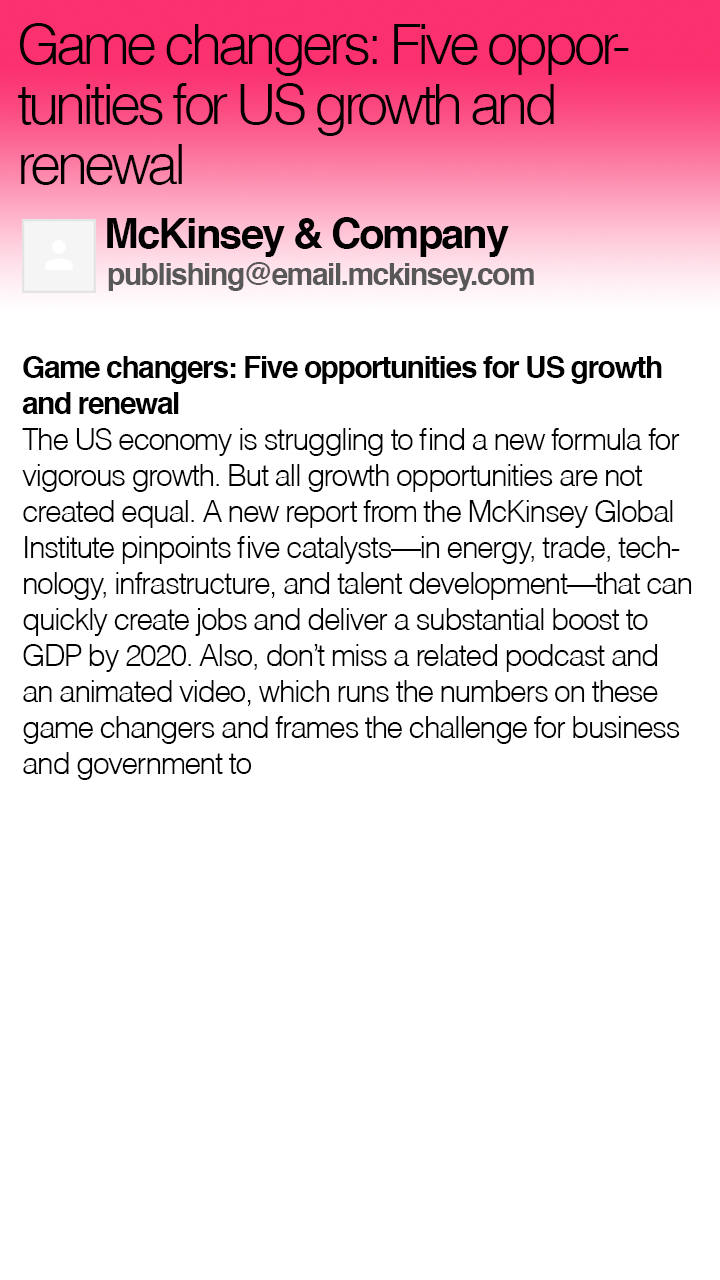 Game changers: Five oppor-
tunities for US growth and
renewal
McKinsey & Company
publishing@email.mckinsey.com
Game changers: Five opportunities for US growth
and renewal
The US economy is struggling to find a new formula for
vigorous growth. But all growth opportunities are not
created equal. A new report from the McKinsey Global
Institute pinpoints five catalysts—in energy, trade, tech-
nology, infrastructure, and talent development—that can
quickly create jobs and deliver a substantial boost to
GDP by 2020. Also, don’t miss a related podcast and
an animated video, which runs the numbers on these
game changers and frames the challenge for business
and government to